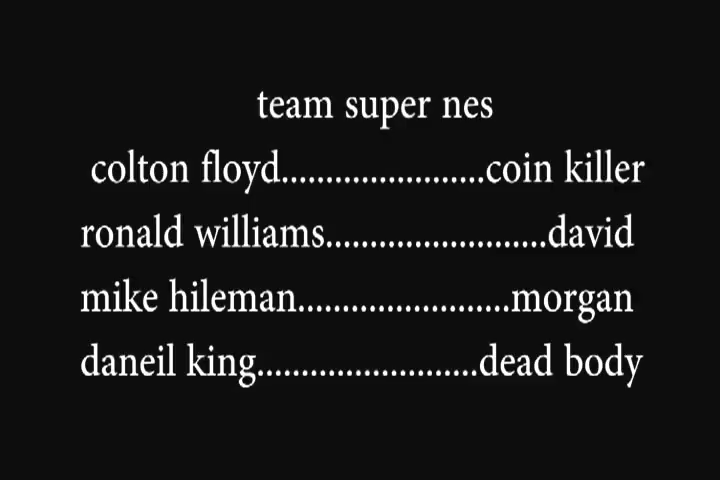 team super nes
colton floyd.......................coin killer
ronald williams.........................david
mike hileman........................morgan
daneil king.........................dead body